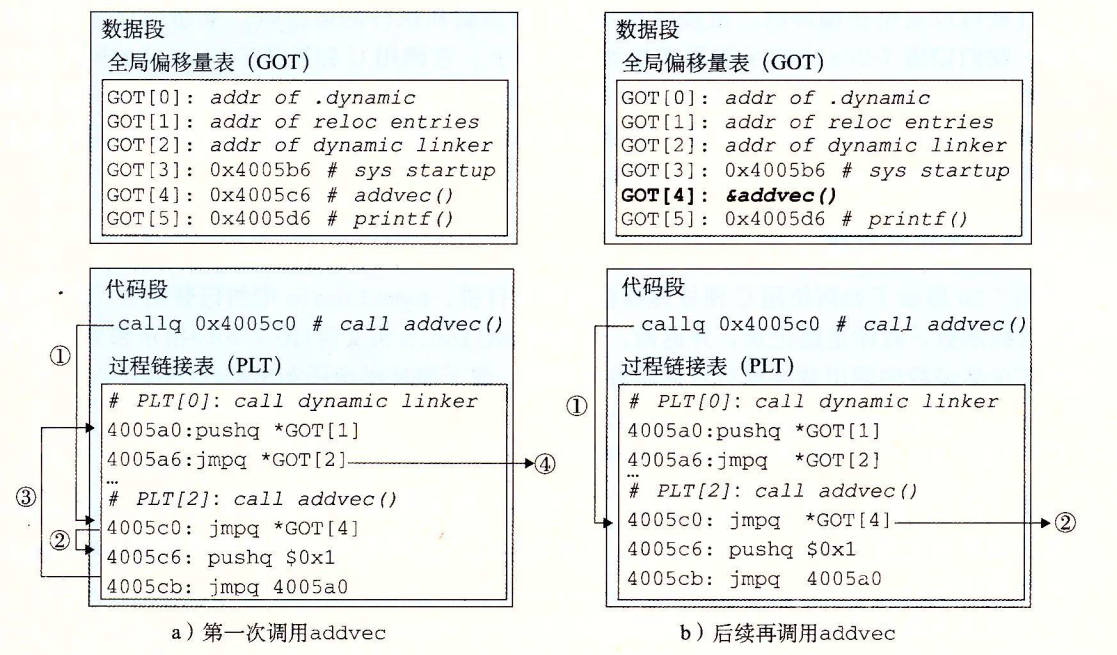 数据段
全局偏移量表（GOT）
GOT[0]: addr of .dynamic
GOT[1]: addr of reloc entries
GOT[2]: addr of dynamic linker
GOT[3]: 0x4005b6 # sys startup
GOT[4]: 0x4005c6 # addvec()
GOT[5]: 0x4005d6 # printf()
代码段
callq 0x4005c0 # call addvec()
①
过程链接表（PLT）
# PLT[0]: call dynamic linker
4005a0:pushq *GOT[1]
4005a6:jmpq *GOT[2]
④
…
③
# PLT[2]: call addvec()
4005c0: jmpq *GOT[4]
②
4005c6: pushq $0x1
4005cb: jmpq 4005a0
a）第一次调用addvec
数据段
全局偏移量表（GOT）
GOT[0]: addr of .dynamic
GOT[1]: addr of reloc entries
GOT[2]: addr of dynamic linker
GOT[3]: 0x4005b6 # sys startup
GOT[4]: &addvec()
GOT[5]: 0x4005d6 # printf()
代码段
callq 0x4005c0 # call addvec()
过程链接表（PLT）
①
# PLT[0]: call dynamic linker
4005a0:pushq *GOT[1]
4005a6:jmpq *GOT[2]
…
# PLT[2]: call addvec()
4005c0: jmpq *GOT[4]
②
4005c6: pushq $0x1
4005cb: jmpq 4005a0
b）后续再调用addvec